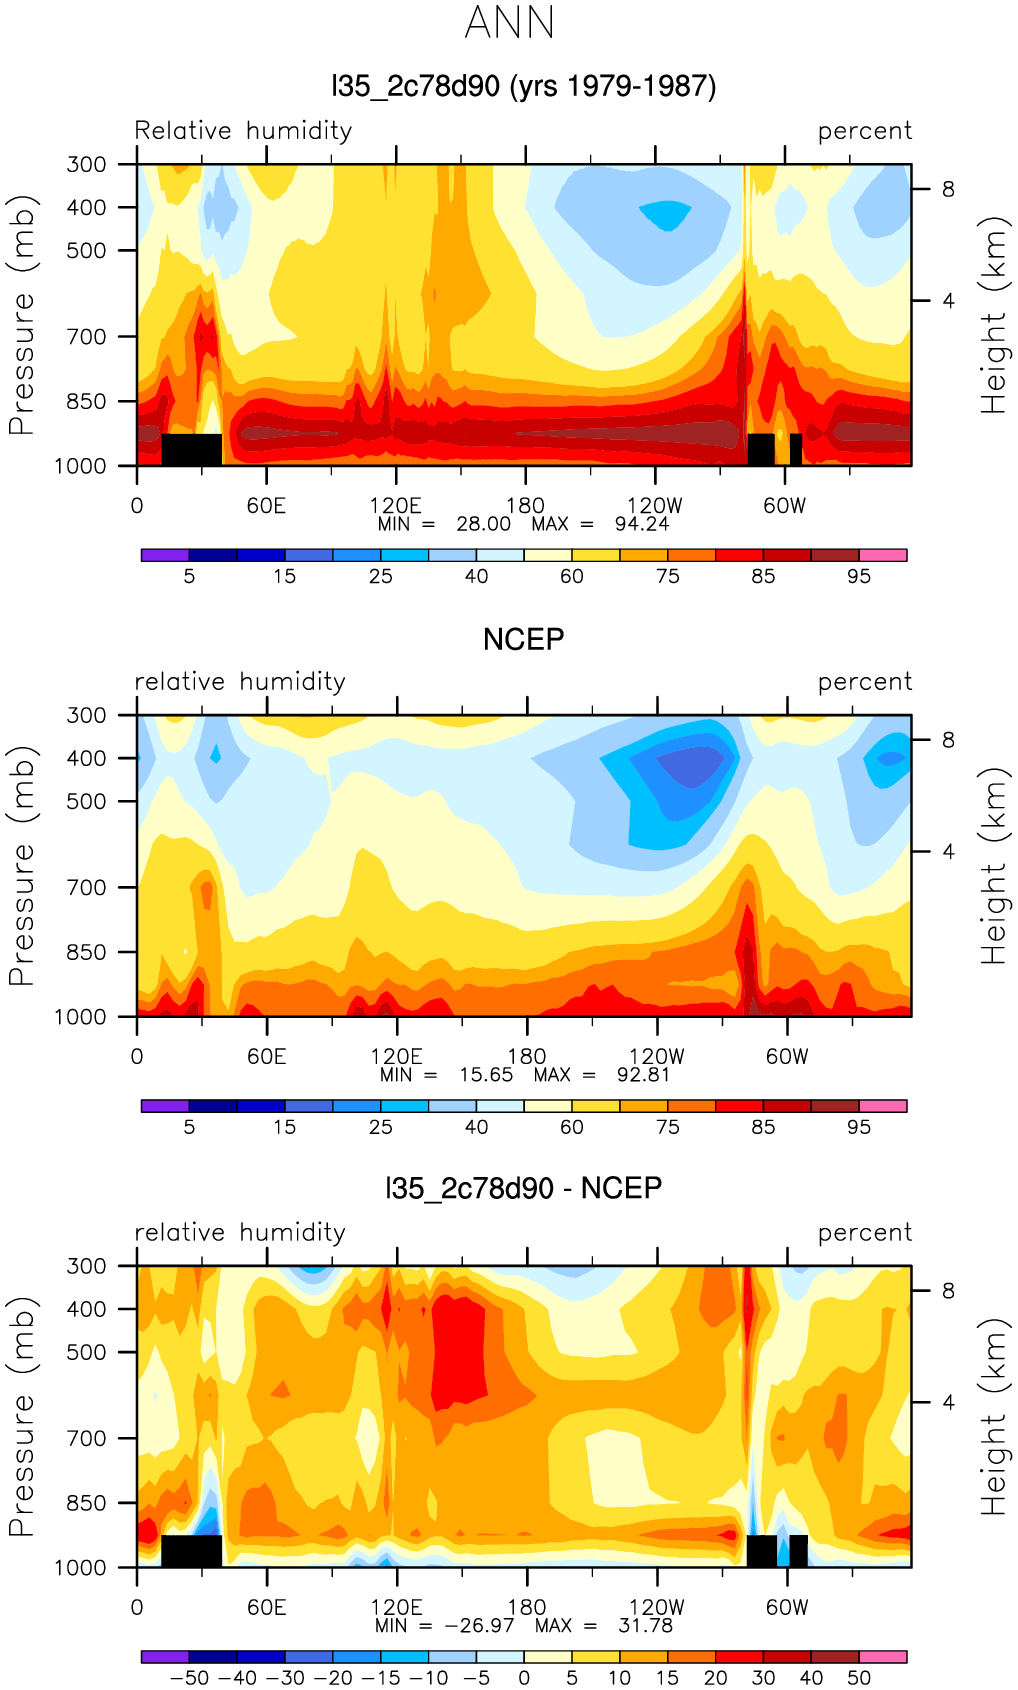 ANN
l35_2c78d90 (yrs 1979-1987)
Relative humidity percent
300
400
500
700
850
1000
Pressure (mb)
8
4
Height (km)
0 60E 120E 180 120W 60W
MIN = 28.00 MAX = 94.24
5 15 25 40 60 75 85 95
NCEP
relative humidity percent
300
400
500
700
850
1000
Pressure (mb)
8
4
Height (km)
0 60E 120E 180 120W 60W
MIN = 15.65 MAX = 92.81
5 15 25 40 60 75 85 95
l35_2c78d90 - NCEP
relative humidity percent
300
400
500
700
850
1000
Pressure (mb)
8
4
Height (km)
0 60E 120E 180 120W 60W
MIN = -26.97 MAX = 31.78
-50 -40 -30 -20 -15 -10 -5 0 5 10 15 20 30 40 50